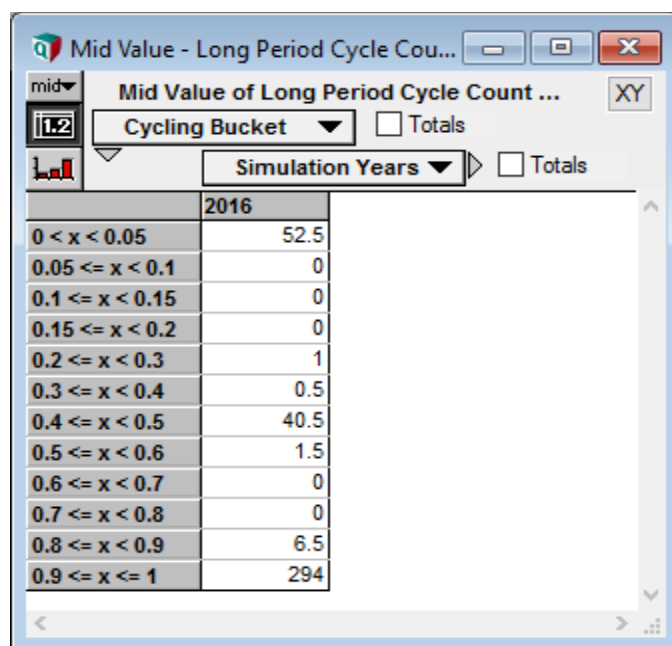 Mid Value - Long Period Cycle Cou...
mid
Mid Value of Long Period Cycle Count ...
XY
1.2
Cycling Bucket
Totals
Simulation Years
Totals
2016
0 < x < 0.05 52.5
0.05 <= x < 0.1 0
0.1 <= x < 0.15 0
0.15 <= x < 0.2 0
0.2 <= x < 0.3 1
0.3 <= x < 0.4 0.5
0.4 <= x < 0.5 40.5
0.5 <= x < 0.6 1.5
0.6 <= x < 0.7 0
0.7 <= x < 0.8 0
0.8 <= x < 0.9 6.5
0.9 <= x <= 1 294